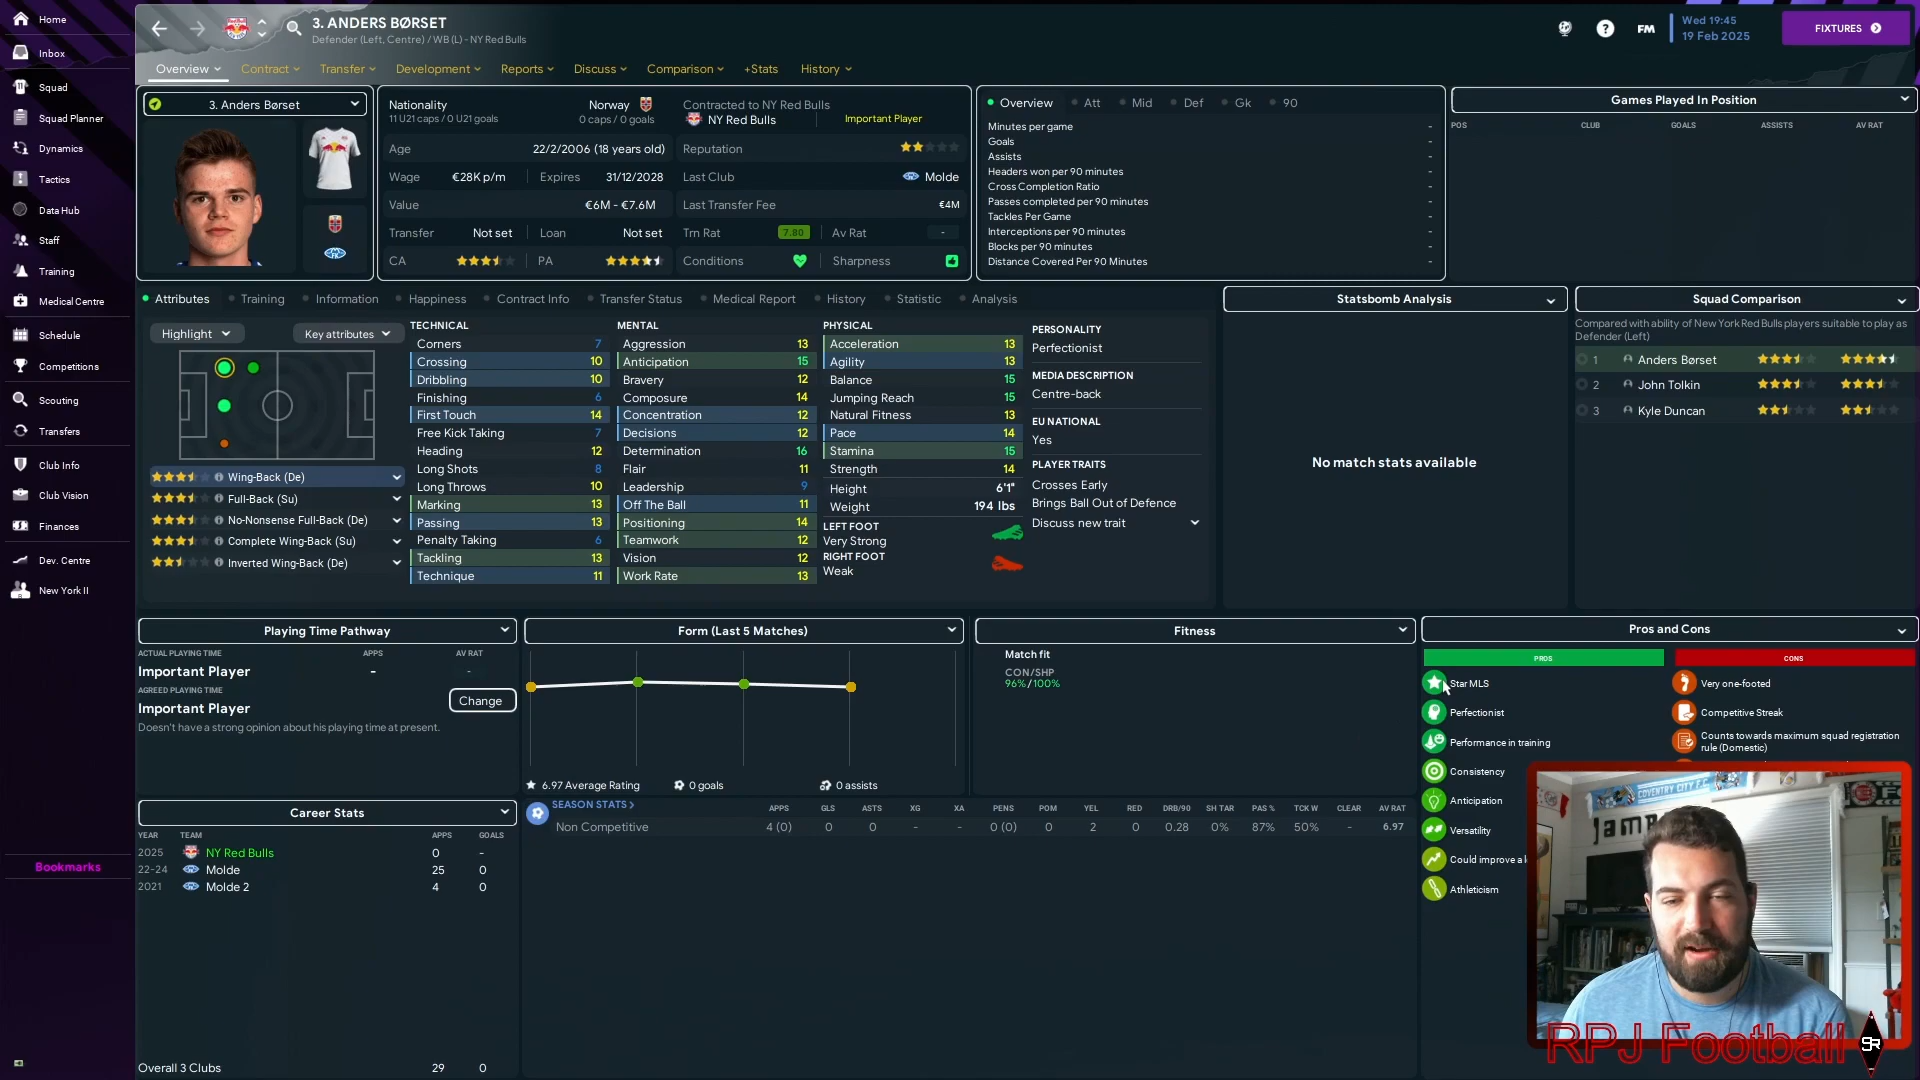 Home
Inbox
Squad
Squad Planner
Dynamics
Tactics
Data Hub
Staff
Training
Medical Centre
Schedule
Competitions
Scouting
Transfers
Club Info
Club Vision
Finances
Dev. Centre
New York II
Bookmarks
3. ANDERS BØRSET
Defender (Left, Centre) / WB (L) - NY Red Bulls
FM
Wed 19:45
19 Feb 2025
FIXTURES
Overview Contract Transfer Development Reports Discuss Comparison +Stats History
3. Anders Børset
Nationality Norway
11 U21 caps / 0 U21 goals 0 caps / 0 goals
Age 22/2/2006 (18 years old)
Wage €28K p/m Expires 31/12/2028
Value €6M - €7.6M
Transfer Not set Loan Not set
CA PA
Contracted to NY Red Bulls
NY Red Bulls Important Player
Reputation
Last Club Molde
Last Transfer Fee €4M
Trn Rat 7.80 Av Rat -
Conditions Sharpness
Overview Att Mid Def Gk 90
Minutes per game -
Goals -
Assists -
Headers won per 90 minutes -
Cross Completion Ratio -
Passes completed per 90 minutes -
Tackles Per Game -
Interceptions per 90 minutes -
Blocks per 90 minutes -
Distance Covered Per 90 Minutes -
Games Played In Position
POS CLUB GOALS ASSISTS AV RAT
Attributes Training Information Happiness Contract Info Transfer Status Medical Report History Statistic Analysis
Highlight Key attributes
Wing-Back (De)
Full-Back (Su)
No-Nonsense Full-Back (De)
Complete Wing-Back (Su)
Inverted Wing-Back (De)
TECHNICAL
Corners 7
Crossing 10
Dribbling 10
Finishing 6
First Touch 14
Free Kick Taking 7
Heading 12
Long Shots 8
Long Throws 10
Marking 13
Passing 13
Penalty Taking 6
Tackling 13
Technique 11
MENTAL
Aggression 13
Anticipation 15
Bravery 12
Composure 14
Concentration 12
Decisions 12
Determination 16
Flair 11
Leadership 9
Off The Ball 11
Positioning 14
Teamwork 12
Vision 12
Work Rate 13
PHYSICAL
Acceleration 13
Agility 13
Balance 15
Jumping Reach 15
Natural Fitness 13
Pace 14
Stamina 15
Strength 14
Height 6'1"
Weight 194 lbs
LEFT FOOT
Very Strong
RIGHT FOOT
Weak
PERSONALITY
Perfectionist
MEDIA DESCRIPTION
Centre-back
EU NATIONAL
Yes
PLAYER TRAITS
Crosses Early
Brings Ball Out of Defence
Discuss new trait
Statsbomb Analysis
No match stats available
Squad Comparison
Compared with ability of New York Red Bulls players suitable to play as
Defender (Left)
1 Anders Børset
2 John Tolkin
3 Kyle Duncan
Playing Time Pathway
ACTUAL PLAYING TIME APPS AV RAT
Important Player - -
AGREED PLAYING TIME
Important Player
Change
Doesn't have a strong opinion about his playing time at present.
Form (Last 5 Matches)
6.97 Average Rating 0 goals 0 assists
Fitness
Match fit
CON/SHP
96%/100%
Pros and Cons
PROS CONS
Star MLS
Perfectionist
Performance in training
Consistency
Anticipation
Versatility
Could improve a l
Athleticism
Very one-footed
Competitive Streak
Counts towards maximum squad registration
rule (Domestic)
Career Stats
YEAR TEAM APPS GOALS
2025 NY Red Bulls 0 -
22-24 Molde 25 0
2021 Molde 2 4 0
Overall 3 Clubs 29 0
SEASON STATS APPS GLS ASTS XG XA PENS POM YEL RED DRB/90 SH TAR PAS % TCK W CLEAR AV RAT
Non Competitive 4 (0) 0 0 - - 0 (0) 0 2 0 0.28 0% 87% 50% - 6.97
COVENTRY CITY F.C.
RPJ Football
SR